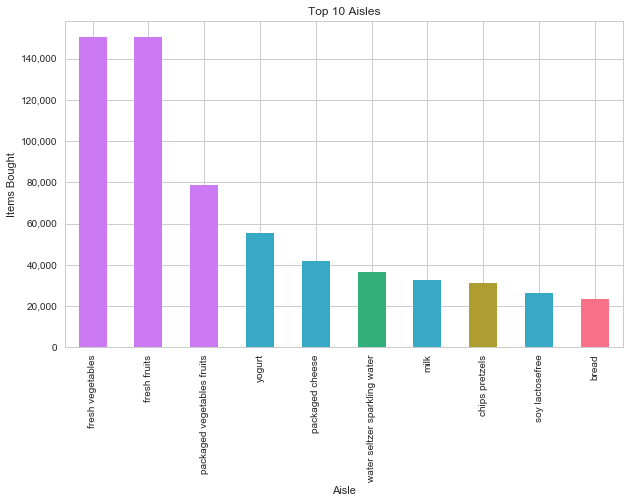 Top 10 Aisles
Items Bought
140,000
120,000
100,000
80,000
60,000
40,000
20,000
0
fresh vegetables
fresh fruits
packaged vegetables fruits
yogurt
packaged cheese
water seltzer sparkling water
milk
chips pretzels
soy lactosefree
bread
Aisle